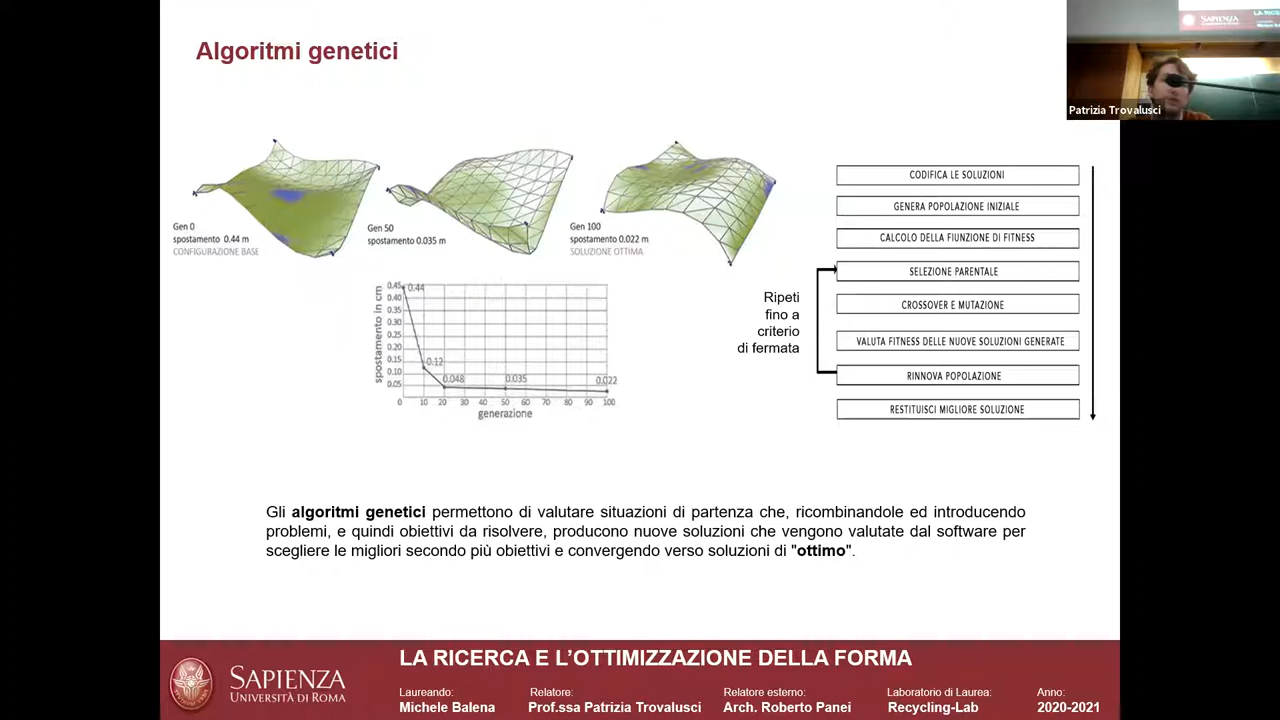 Algoritmi genetici
SAPIENZA
Patrizia Trovalusci
Gen 0
spostamento 0.44 m
CONFIGURAZIONE BASE
Gen 50
spostamento 0.035 m
Gen 100
spostamento 0.022 m
SOLUZIONE OTTIMA
spostamento in cm
0.45
0.40
0.35
0.30
0.25
0.20
0.15
0.10
0.05
0.44
0.12
0.048
0.035
0.022
0 10 20 30 40 50 60 70 80 90 100
generazione
Ripeti
fino a
criterio
di fermata
CODIFICA LE SOLUZIONI
GENERA POPOLAZIONE INIZIALE
CALCOLO DELLA FIUNZIONE DI FITNESS
SELEZIONE PARENTALE
CROSSOVER E MUTAZIONE
VALUTA FITNESS DELLE NUOVE SOLUZIONI GENERATE
RINNOVA POPOLAZIONE
RESTITUISCI MIGLIORE SOLUZIONE
Gli algoritmi genetici permettono di valutare situazioni di partenza che, ricombinandole ed introducendo
problemi, e quindi obiettivi da risolvere, producono nuove soluzioni che vengono valutate dal software per
scegliere le migliori secondo più obiettivi e convergendo verso soluzioni di "ottimo".
SAPIENZA
UNIVERSITÀ DI ROMA
LA RICERCA E L'OTTIMIZZAZIONE DELLA FORMA
Laureando:
Michele Balena
Relatore:
Prof.ssa Patrizia Trovalusci
Relatore esterno:
Arch. Roberto Panei
Laboratorio di Laurea:
Recycling-Lab
Anno:
2020-2021